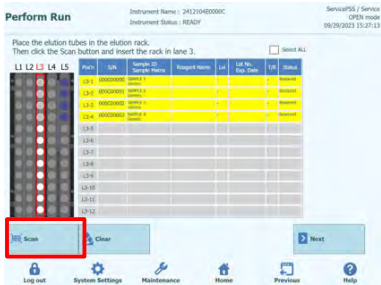 Perform Run
Instrument Name : 2412104E0000C
Instrument Status : READY
ServicePSS / Service
OPEN mode
09/29/2023 15:27:13
Place the elution tubes in the elution rack.
Then click the Scan button and insert the rack in lane 3.
Select ALL
L1 L2 L3 L4 L5
Pos'n S/N Sample ID Sample Matrix Reagent Name Lvl Lot No. Exp. Date T/R Status
L3-1
L3-2
L3-3
L3-4
L3-5
L3-6
L3-7
L3-8
L3-9
L3-10
L3-11
L3-12
Scan
Clear
Next
Log out
System Settings
Maintenance
Home
Previous
Help